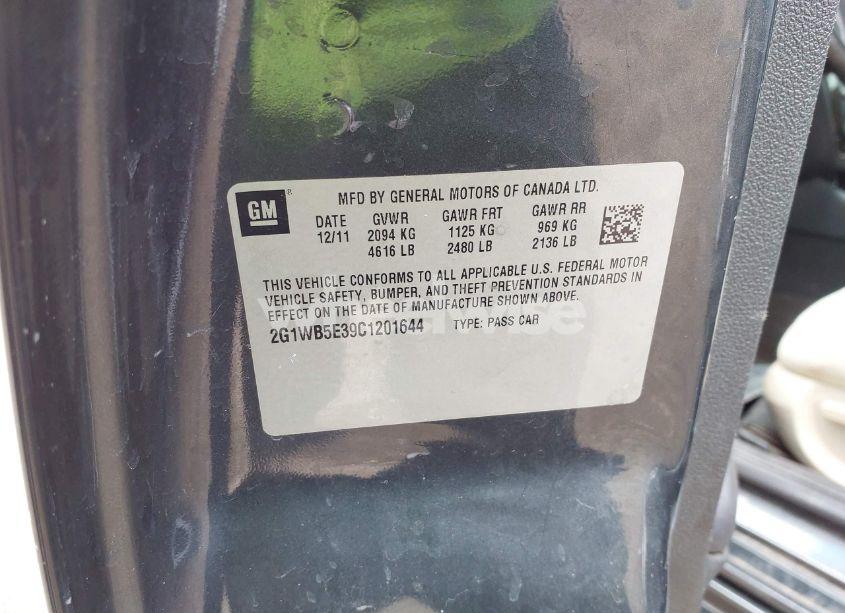 GM
MFD BY GENERAL MOTORS OF CANADA LTD.
DATE GVWR GAWR FRT GAWR RR
12/11 2094 KG 1125 KG 969 KG
4616 LB 2480 LB 2136 LB
THIS VEHICLE CONFORMS TO ALL APPLICABLE U.S. FEDERAL MOTOR
VEHICLE SAFETY, BUMPER, AND THEFT PREVENTION STANDARDS IN
EFFECT ON THE DATE OF MANUFACTURE SHOWN ABOVE.
2G1WB5E39C1201644 TYPE: PASS CAR